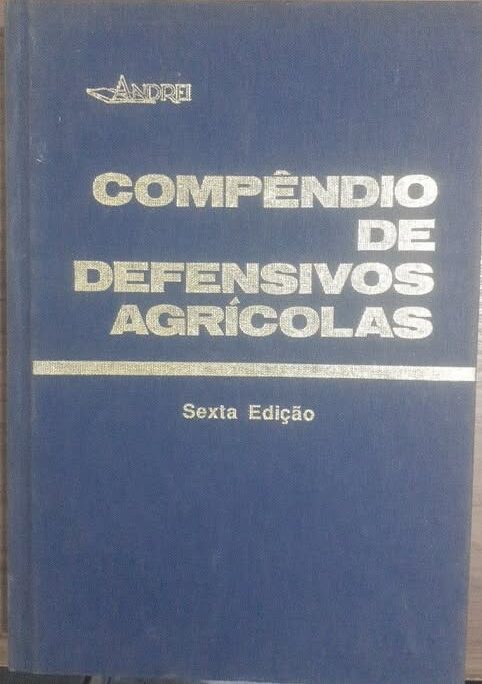 ANDREI
COMPÊNDIO
DE
DEFENSIVOS
AGRÍCOLAS
Sexta Edição